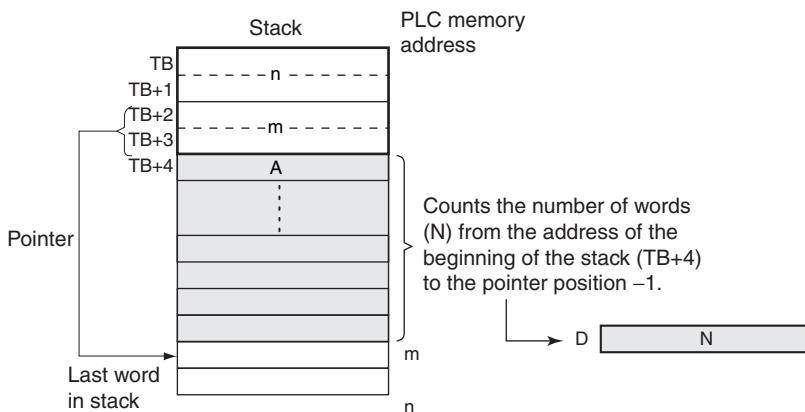 Stack
PLC memory
address
TB
n
TB+1
TB+2
m
TB+3
TB+4
A
Pointer
Counts the number of words
(N) from the address of the
beginning of the stack (TB+4)
to the pointer position −1.
D
N
m
Last word
in stack
n